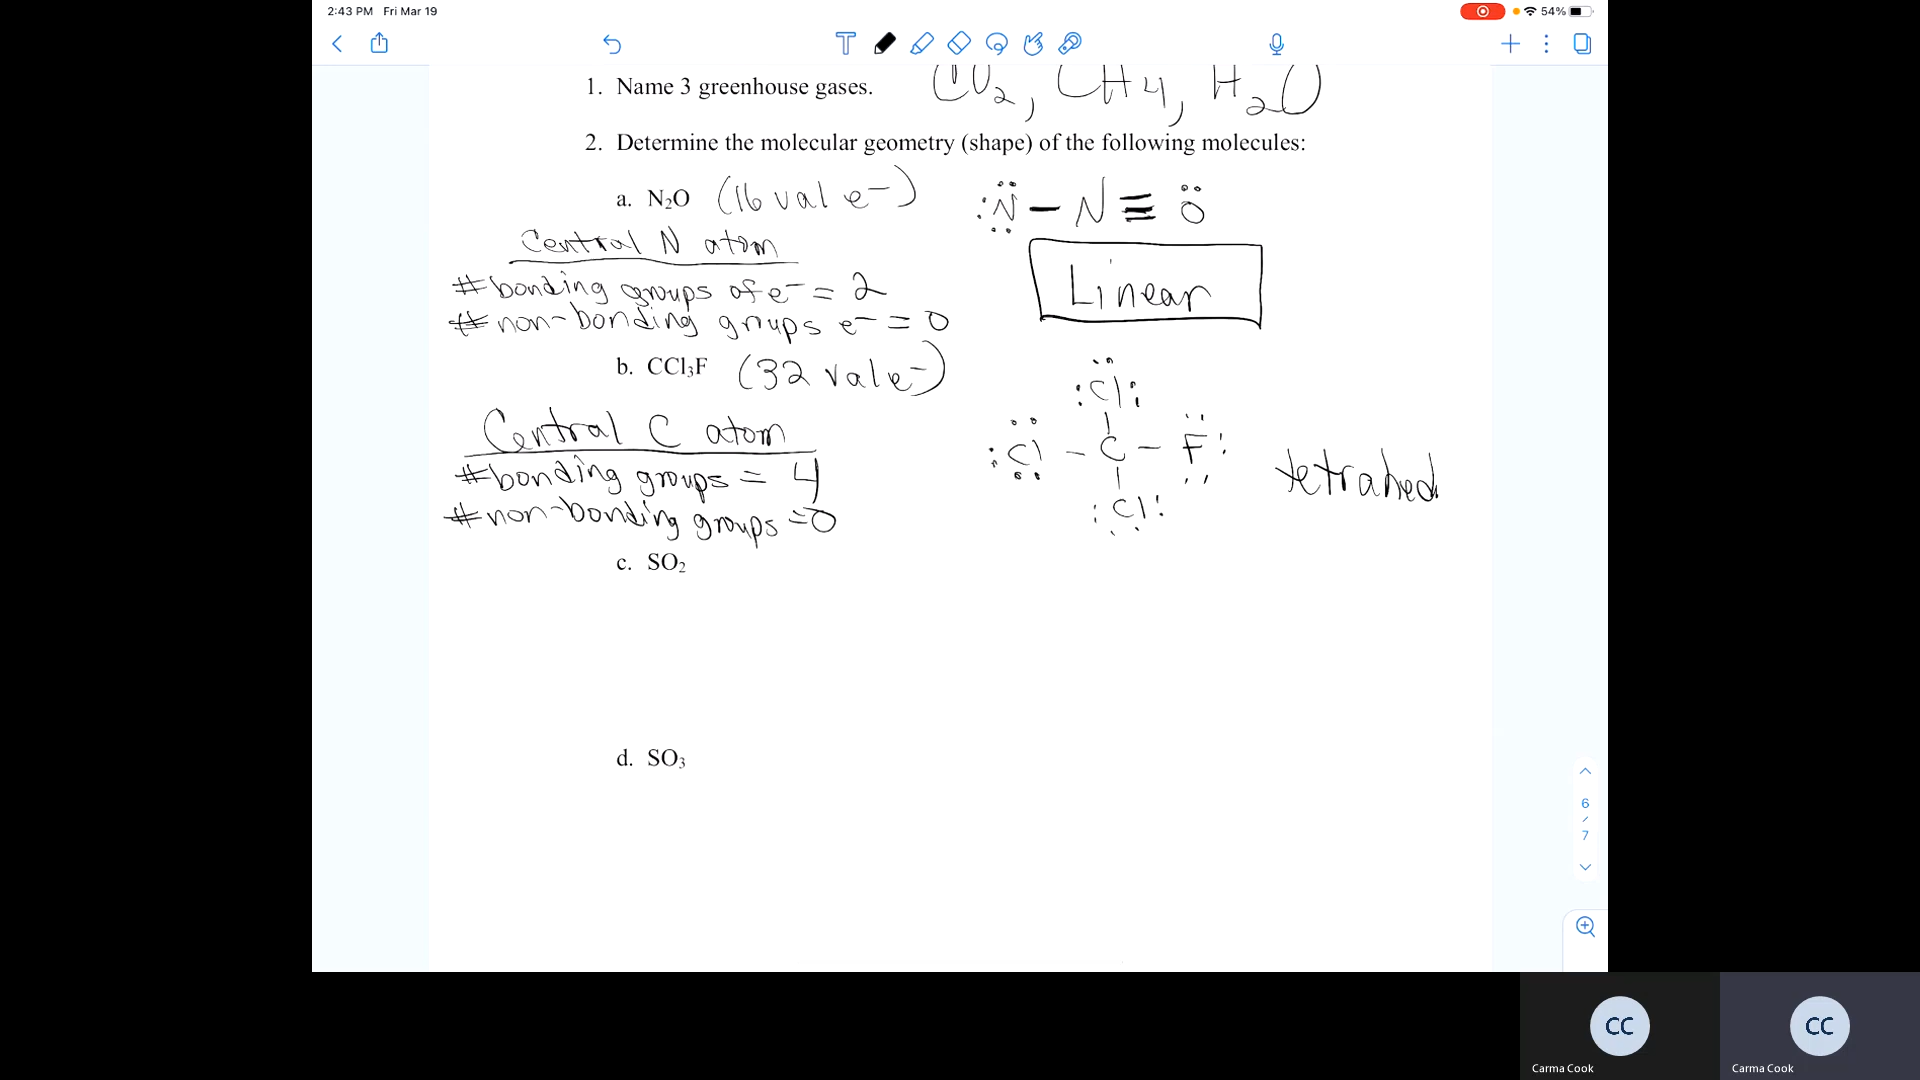 2:43 PM Fri Mar 19
54%
1. Name 3 greenhouse gases. CO₂, CH4, H₂O
2. Determine the molecular geometry (shape) of the following molecules:
a. N₂O (16 val e⁻) :N̈ – N ≡ Ö
Central N atom
#bonding groups of e⁻ = 2
#non-bonding groups e⁻ = 0
Linear
b. CCl₃F (32 val e⁻)
Central C atom
#bonding groups = 4
#non-bonding groups = 0
:Cl:
:Cl – C – F:
:Cl:
tetrahed
c. SO₂
d. SO₃
6
/
7
CC
Carma Cook
CC
Carma Cook